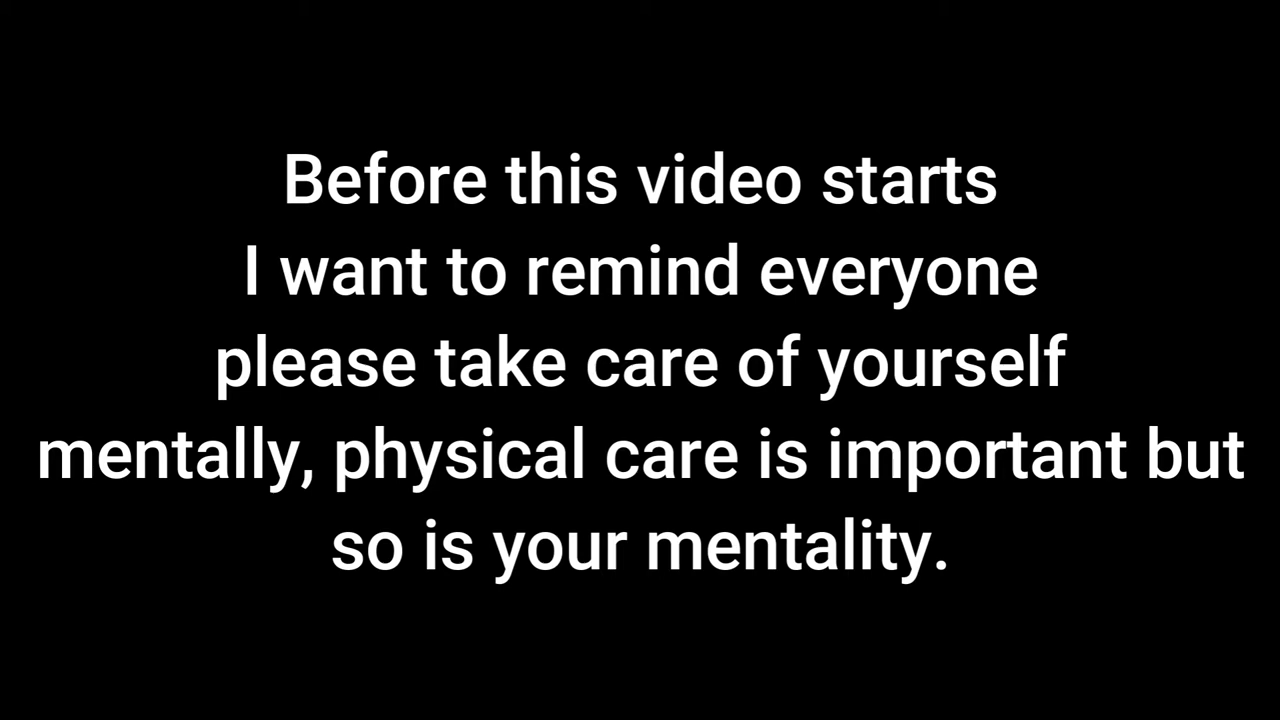 Before this video starts
I want to remind everyone
please take care of yourself
mentally, physical care is important but
so is your mentality.